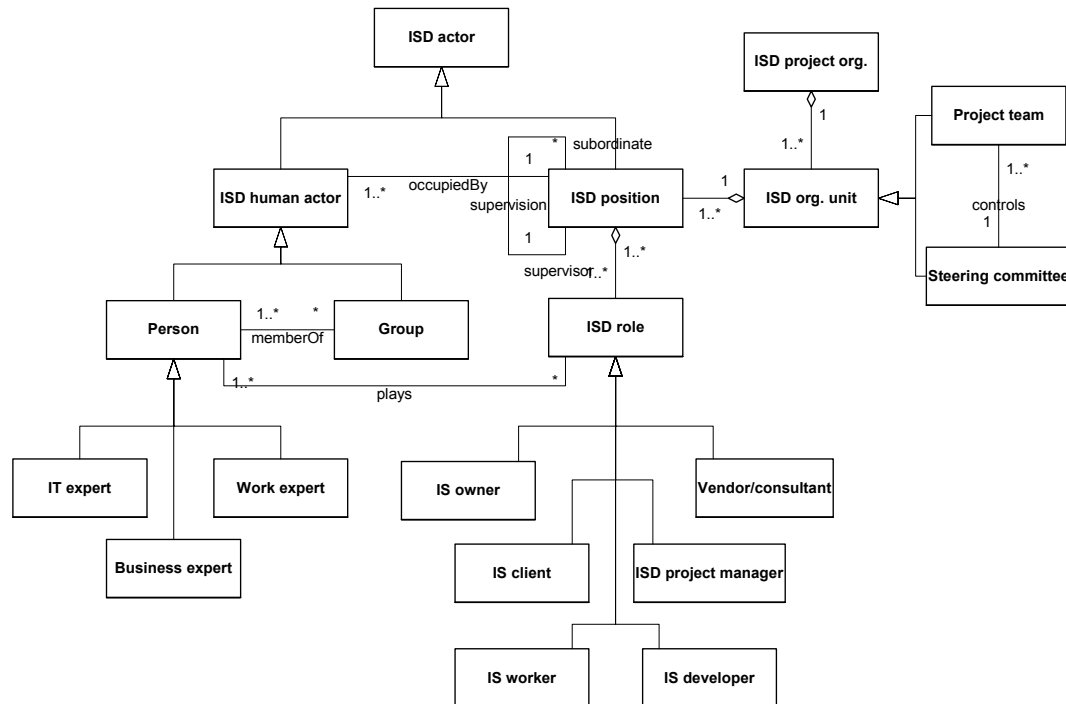 ISD actor
ISD project org.
Project team
1
1..*
*
subordinate
1..*
1
ISD human actor
1..*
occupiedBy
supervision
ISD position
1
1..*
ISD org. unit
controls
1
1
supervisor
1..*
1..*
Steering committee
Person
1..*
*
memberOf
Group
ISD role
1..*
*
plays
IT expert
Work expert
IS owner
Vendor/consultant
Business expert
IS client
ISD project manager
IS worker
IS developer